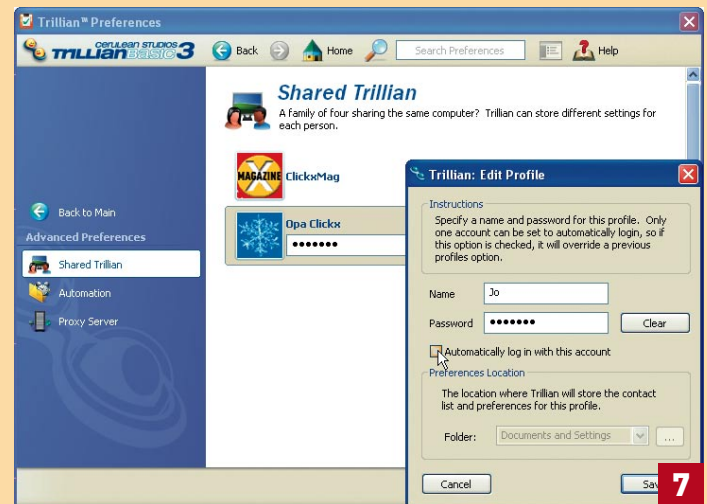 Trillian™ Preferences
CERULEAN STUDIOS
TRILLIAN BASIC 3
Back
Home
Search Preferences
Help
Shared Trillian
A family of four sharing the same computer? Trillian can store different settings for
each person.
MAGAZINE
X
ClickxMag
Opa Clickx
•••••••
Back to Main
Advanced Preferences
Shared Trillian
Automation
Proxy Server
Trillian: Edit Profile
Instructions
Specify a name and password for this profile. Only
one account can be set to automatically login, so if
this option is checked, it will override a previous
profiles option.
Name
Jo
Password
•••••••
Clear
Automatically log in with this account
Preferences Location
The location where Trillian will store the contact
list and preferences for this profile.
Folder:
Documents and Settings
...
Cancel
Sav
7